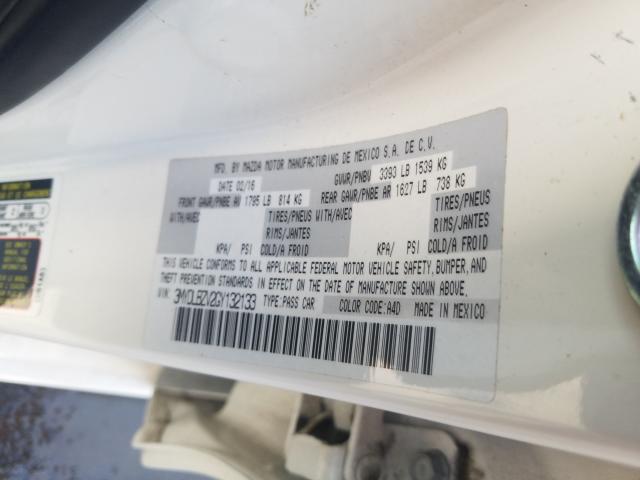 MFD. BY MAZDA MOTOR MANUFACTURING DE MEXICO S.A. DE C.V.
DATE 02/16 GVWR/PNBV 3393 LB 1539 KG
FRONT GAWR/PNBE AV 1795 LB 814 KG REAR GAWR/PNBE AR 1627 LB 738 KG
WITH/AVEC TIRES/PNEUS WITH/AVEC TIRES/PNEUS
RIMS/JANTES RIMS/JANTES
KPA/ PSI COLD/A FROID KPA/ PSI COLD/A FROID
THIS VEHICLE CONFORMS TO ALL APPLICABLE FEDERAL MOTOR VEHICLE SAFETY, BUMPER, AND
THEFT PREVENTION STANDARDS IN EFFECT ON THE DATE OF MANUFACTURE SHOWN ABOVE.
VIN: TYPE:PASS CAR COLOR CODE:A4D MADE IN MEXICO